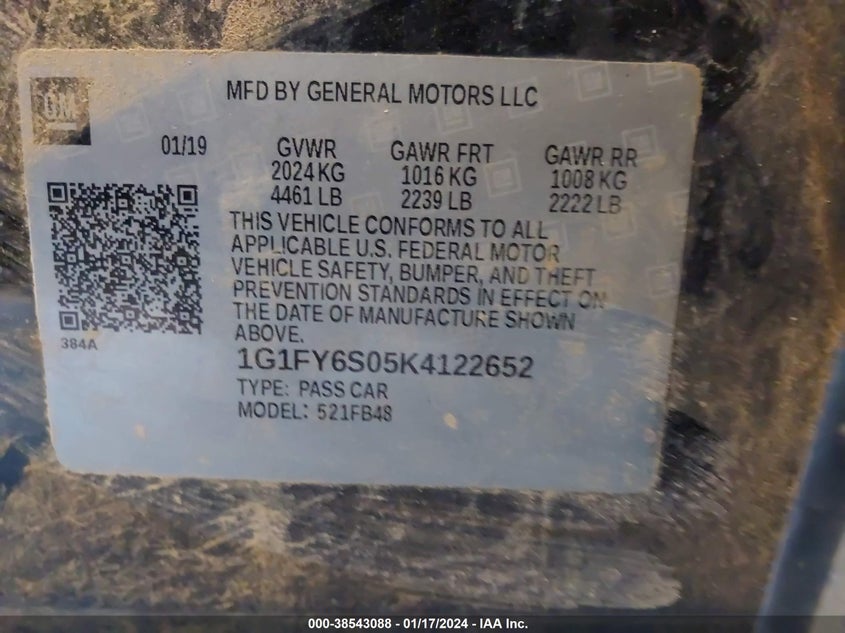 GM
MFD BY GENERAL MOTORS LLC
01/19 GVWR GAWR FRT GAWR RR
2024 KG 1016 KG 1008 KG
4461 LB 2239 LB 2222 LB
THIS VEHICLE CONFORMS TO ALL
APPLICABLE U.S. FEDERAL MOTOR
VEHICLE SAFETY, BUMPER, AND THEFT
PREVENTION STANDARDS IN EFFECT ON
THE DATE OF MANUFACTURE SHOWN
ABOVE.
384A
1G1FY6S05K4122652
TYPE: PASS CAR
MODEL: 521FB48
000-38543088 - 01/17/2024 - IAA Inc.